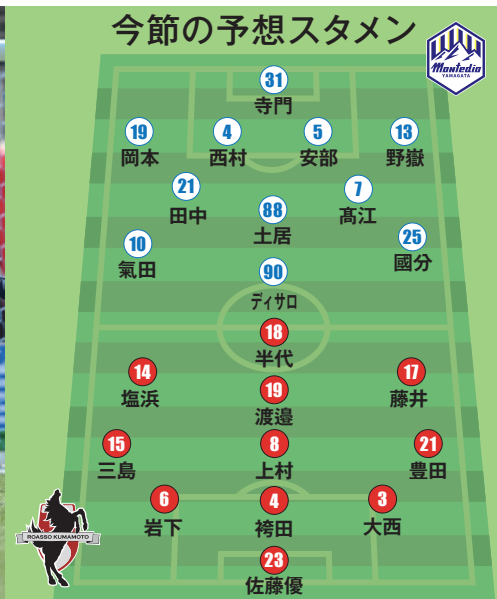 今節の予想スタメン
Montedio
YAMAGATA
31
寺門
19 4 5 13
岡本 西村 安部 野嶽
21 7
田中 髙江
88
土居
10 25
氣田 國分
90
ディサロ
18
半代
14 17
塩浜 藤井
19
渡邉
15 8 21
三島 上村 豊田
6 4 3
岩下 袴田 大西
ROASSO KUMAMOTO
23
佐藤優